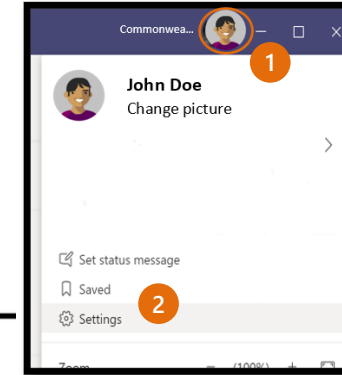 Commonwea...
1
John Doe
Change picture
Set status message
Saved
2
Settings
Zoom
(100%)